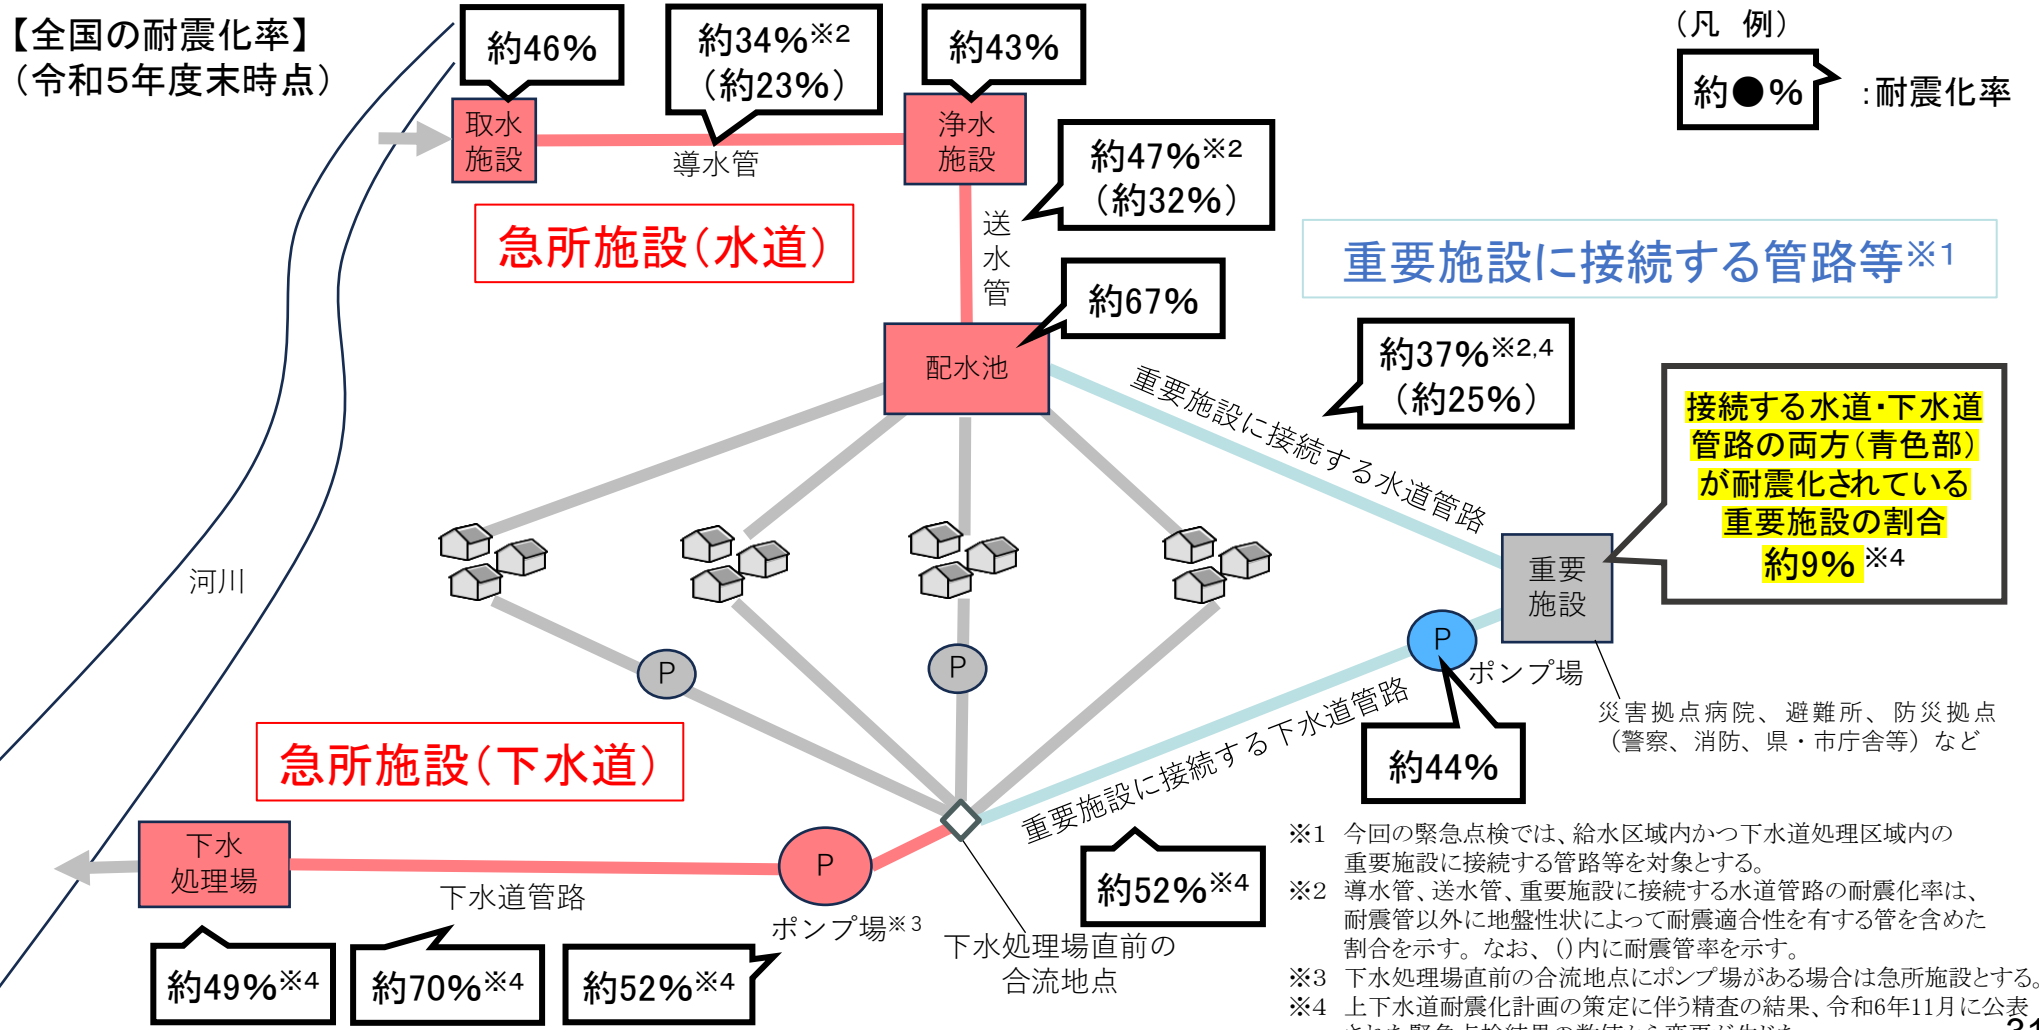 【全国の耐震化率】
（令和5年度末時点）
約46%
約34%※2
（約23%）
約43%
（凡 例）
約●%
：耐震化率
取水
施設
導水管
浄水
施設
約47%※2
（約32%）
送
水
管
急所施設（水道）
重要施設に接続する管路等※1
約67%
配水池
約37%※2,4
（約25%）
重要施設に接続する水道管路
接続する水道・下水道
管路の両方（青色部）
が耐震化されている
重要施設の割合
約9% ※4
河川
重要
施設
P
ポンプ場
P
P
災害拠点病院、避難所、防災拠点
（警察、消防、県・市庁舎等）など
重要施設に接続する下水道管路
約44%
急所施設（下水道）
下水
処理場
下水道管路
P
ポンプ場※3
下水処理場直前の
合流地点
約52%※4
約49%※4
約70%※4
約52%※4
※1 今回の緊急点検では、給水区域内かつ下水道処理区域内の
重要施設に接続する管路等を対象とする。
※2 導水管、送水管、重要施設に接続する水道管路の耐震化率は、
耐震管以外に地盤性状によって耐震適合性を有する管を含めた
割合を示す。なお、()内に耐震管率を示す。
※3 下水処理場直前の合流地点にポンプ場がある場合は急所施設とする。
※4 上下水道耐震化計画の策定に伴う精査の結果、令和6年11月に公表